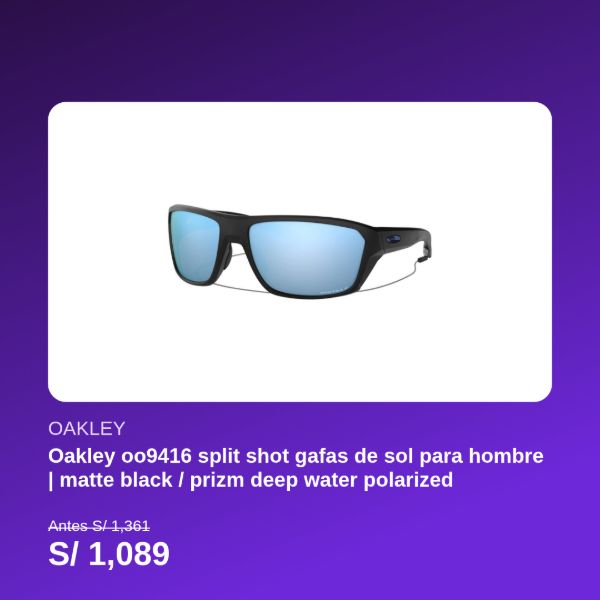 OAKLEY
Oakley oo9416 split shot gafas de sol para hombre
| matte black / prizm deep water polarized
Antes S/ 1,361
S/ 1,089